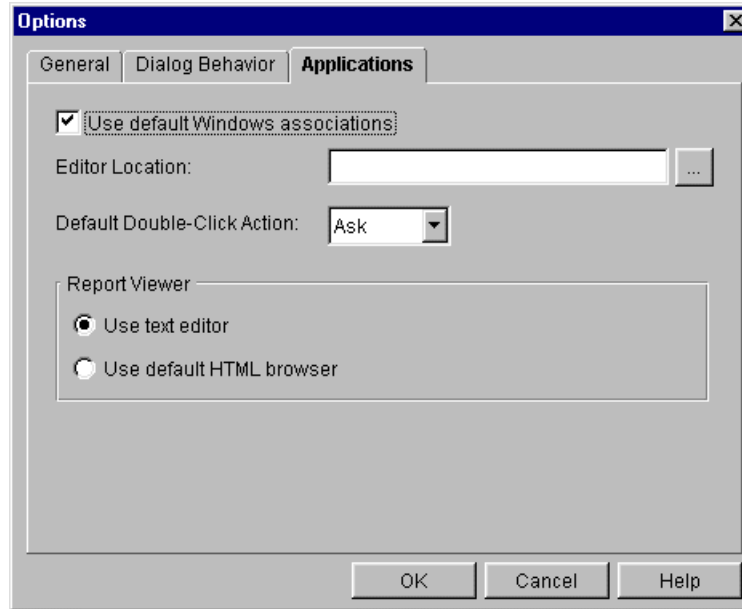 Options
General Dialog Behavior Applications
Use default Windows associations
Editor Location: ...
Default Double-Click Action: Ask
Report Viewer
Use text editor
Use default HTML browser
OK Cancel Help